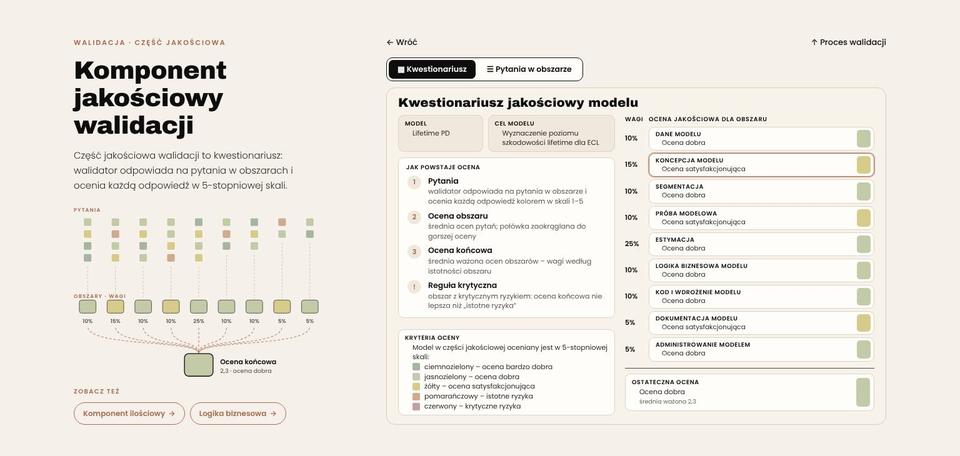 WALIDACJA · CZĘŚĆ JAKOŚCIOWA
Komponent
jakościowy
walidacji
Część jakościowa walidacji to kwestionariusz:
walidator odpowiada na pytania w obszarach i
ocenia każdą odpowiedź w 5-stopniowej skali.
PYTANIA
OBSZARY · WAGI
10% 15% 10% 10% 25% 10% 10% 5% 5%
Ocena końcowa
2,3 · ocena dobra
ZOBACZ TEŻ
Komponent ilościowy →
Logika biznesowa →
← Wróć
↑ Proces walidacji
Kwestionariusz
Pytania w obszarze
Kwestionariusz jakościowy modelu
MODEL
Lifetime PD
CEL MODELU
Wyznaczenie poziomu
szkodowości lifetime dla ECL
JAK POWSTAJE OCENA
1 Pytania
walidator odpowiada na pytania w obszarze i
ocenia każdą odpowiedź kolorem w skali 1–5
2 Ocena obszaru
średnia ocen pytań; połówka zaokrąglana do
gorszej oceny
3 Ocena końcowa
średnia ważona ocen obszarów – wagi według
istotności obszaru
! Reguła krytyczna
obszar z krytycznym ryzykiem: ocena końcowa nie
lepsza niż „istotne ryzyko”
KRYTERIA OCENY
Model w części jakościowej oceniany jest w 5-stopniowej
skali:
ciemnozielony – ocena bardzo dobra
jasnozielony – ocena dobra
żółty – ocena satysfakcjonująca
pomarańczowy – istotne ryzyko
czerwony – krytyczne ryzyko
WAGI OCENA JAKOŚCIOWA DLA OBSZARU
10% DANE MODELU
Ocena dobra
15% KONCEPCJA MODELU
Ocena satysfakcjonująca
10% SEGMENTACJA
Ocena dobra
10% PRÓBA MODELOWA
Ocena satysfakcjonująca
25% ESTYMACJA
Ocena dobra
10% LOGIKA BIZNESOWA MODELU
Ocena dobra
10% KOD I WDROŻENIE MODELU
Ocena dobra
5% DOKUMENTACJA MODELU
Ocena satysfakcjonująca
5% ADMINISTROWANIE MODELEM
Ocena dobra
OSTATECZNA OCENA
Ocena dobra
średnia ważona 2,3